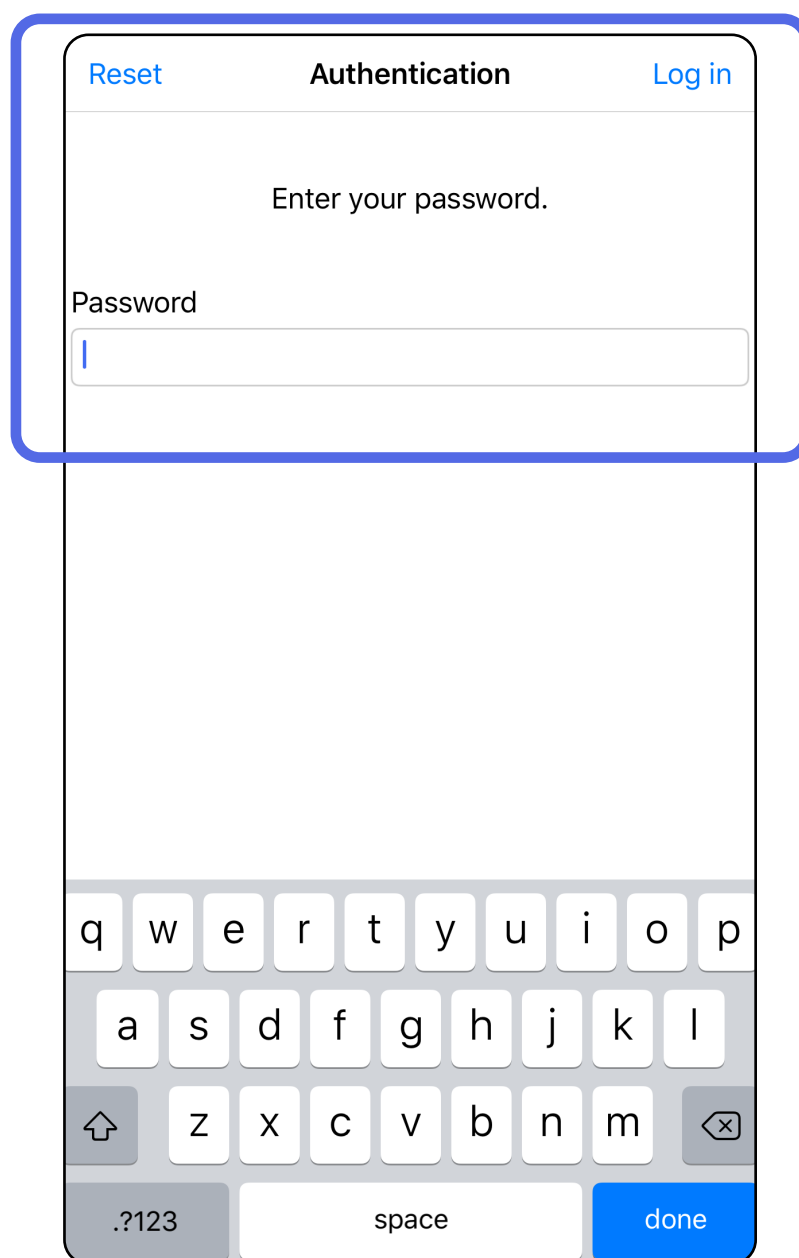 Reset Authentication Log in
Enter your password.
Password
q w e r t y u i o p
a s d f g h j k l
z x c v b n m
.?123 space done